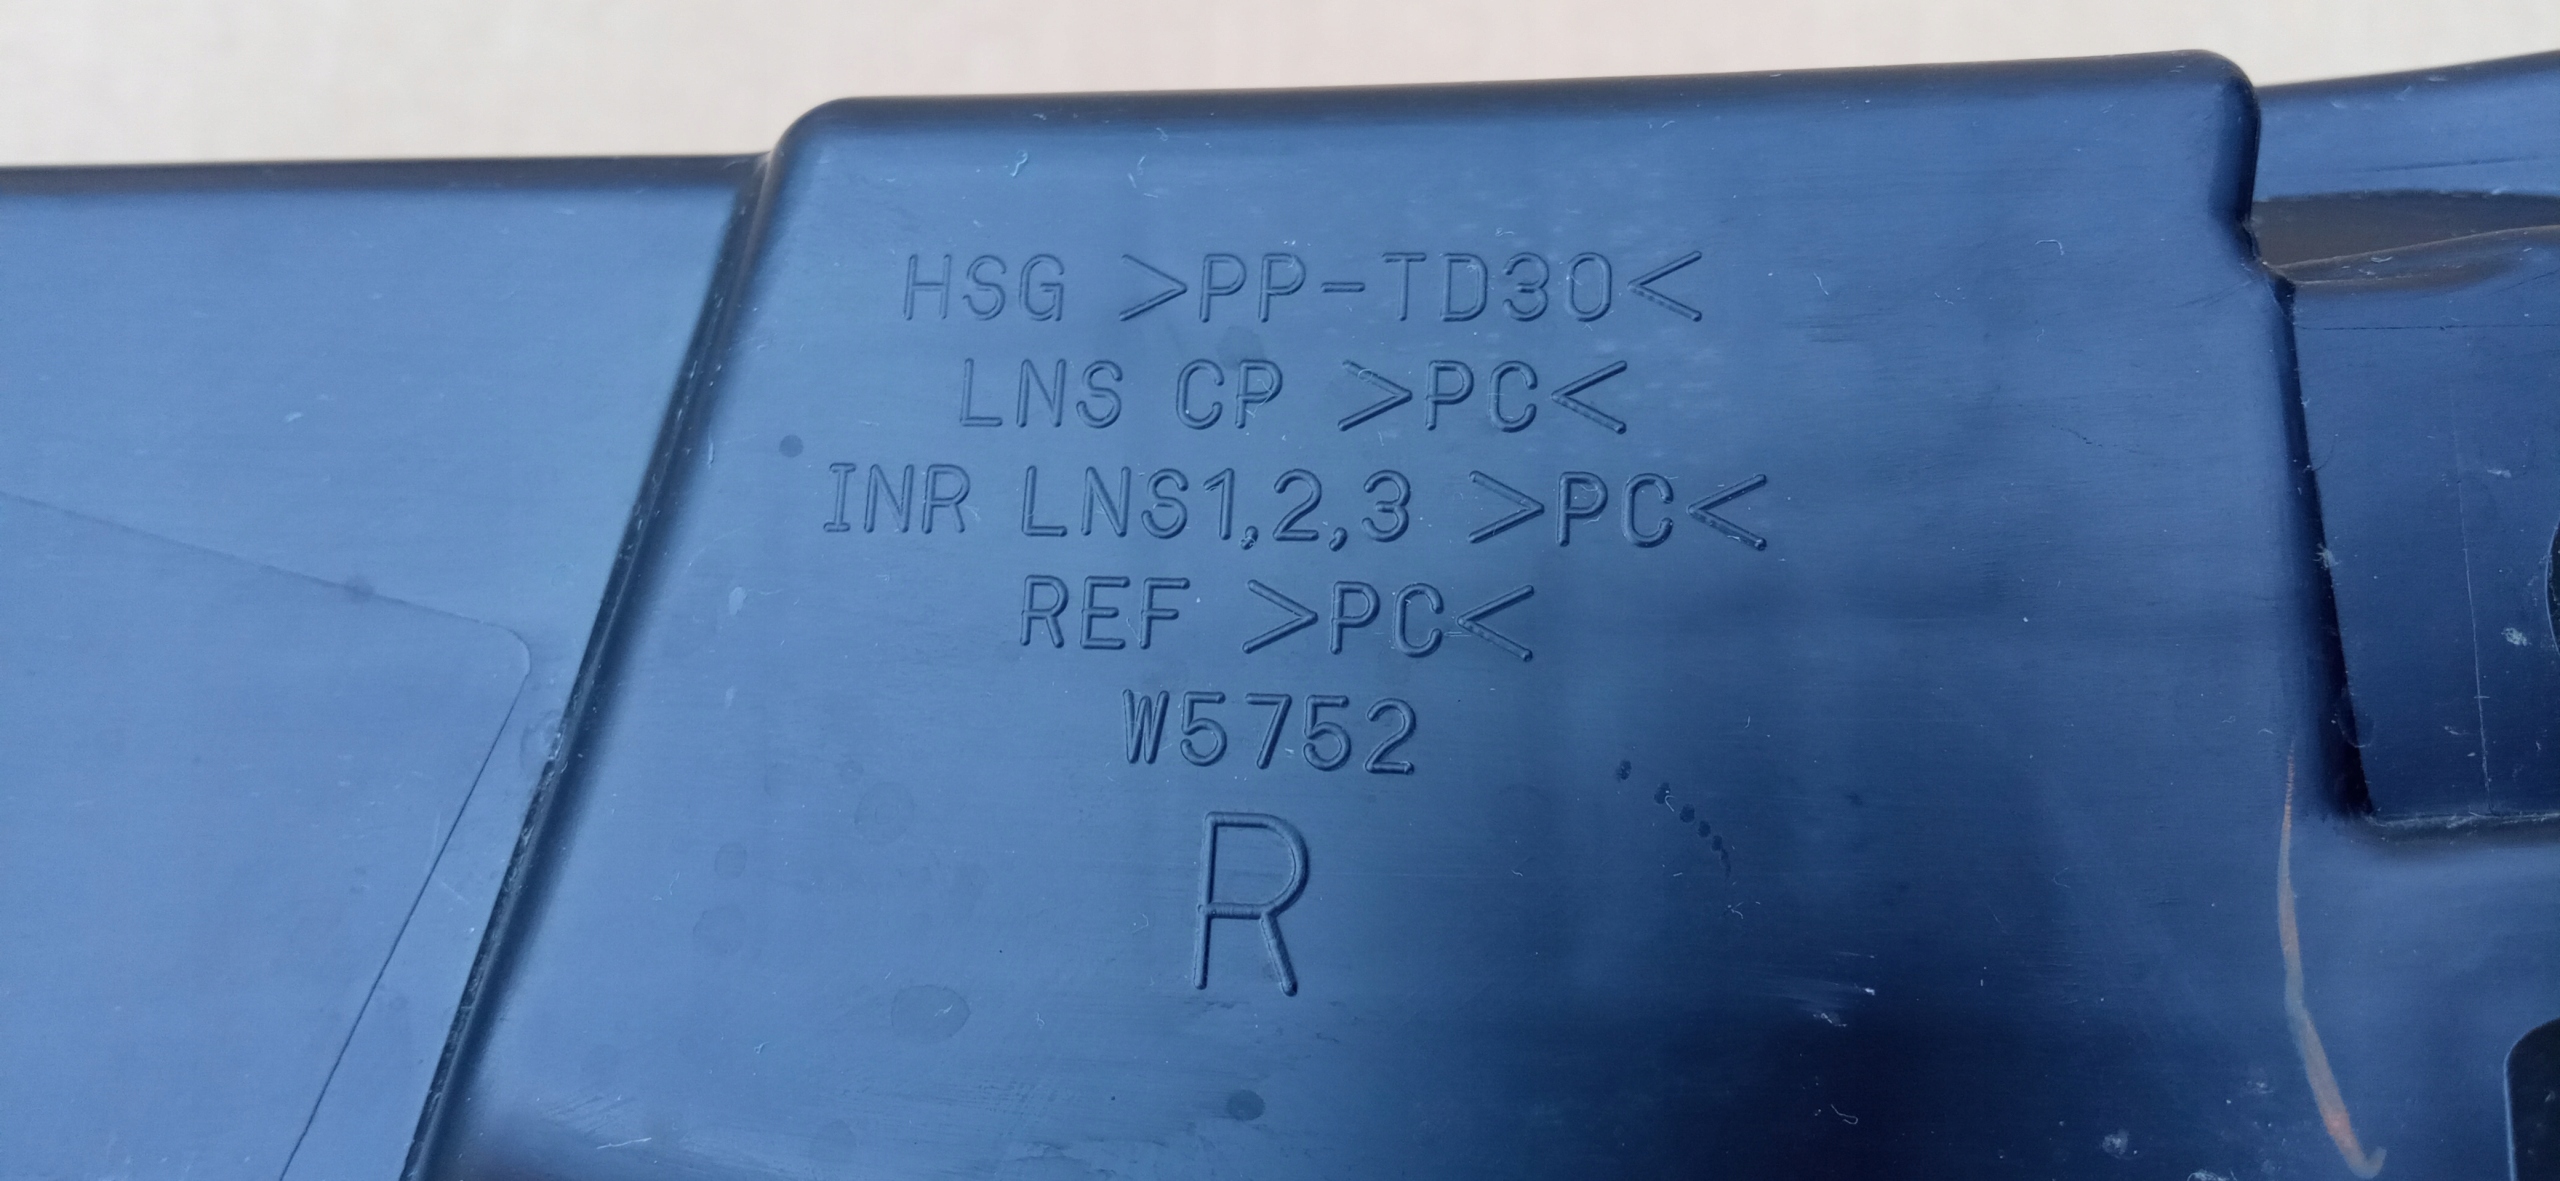 HSG >PP-TD30<
LNS CP >PC<
INR LNS1,2,3 >PC<
REF >PC<
W5752
R